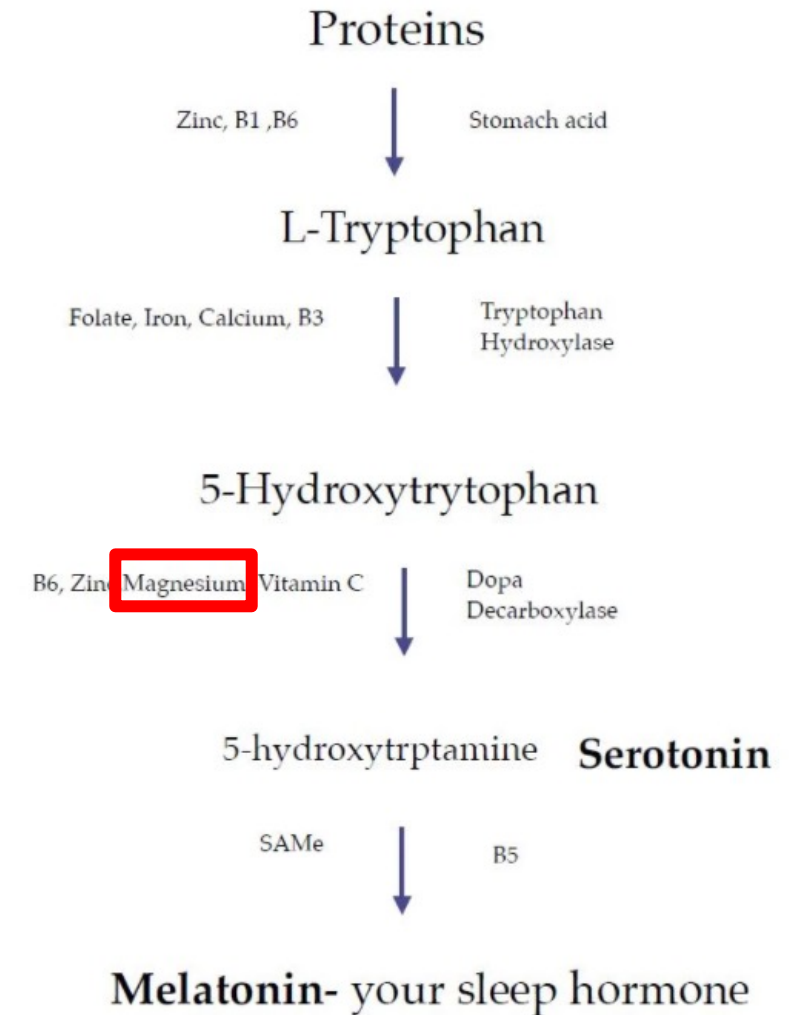 Proteins
Zinc, B1 ,B6
Stomach acid
L-Tryptophan
Folate, Iron, Calcium, B3
Tryptophan
Hydroxylase
5-Hydroxytrytophan
B6, Zin Magnesium Vitamin C
Dopa
Decarboxylase
5-hydroxytrptamine Serotonin
SAMe
B5
Melatonin- your sleep hormone